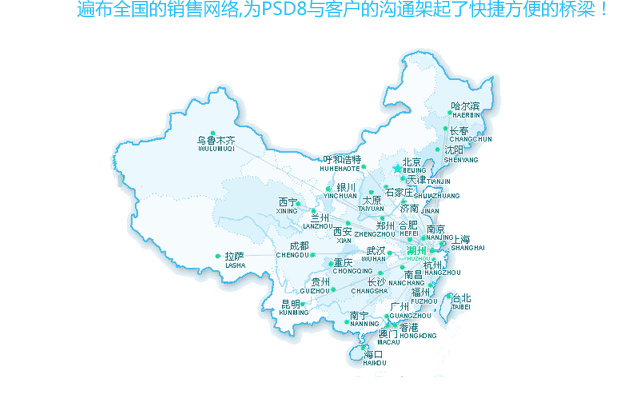 遍布全国的销售网络,为PSD8与客户的沟通架起了快捷方便的桥梁！
哈尔滨
HAERBIN
长春
CHANGCHUN
沈阳
SHENYANG
乌鲁木齐
WULUMUQI
呼和浩特
HUHEHAOTE
北京
BEIJING
天津
TIANJIN
银川
YINCHUAN
石家庄
SHIJIAZHUANG
太原
TAIYUAN
西宁
XINING
济南
JINAN
兰州
LANZHOU
郑州
ZHENGZHOU
西安
XIAN
合肥
HEFEI
南京
NANJING
上海
SHANGHAI
成都
CHENGDU
武汉
WUHAN
湖州
HUZHOU
拉萨
LASHA
重庆
CHONGQING
杭州
HANGZHOU
南昌
NANCHANG
长沙
CHANGSHA
贵州
GUIZHOU
福州
FUZHOU
台北
TAIBEI
昆明
KUNMING
广州
GUANGZHOU
南宁
NANNING
香港
HONGKONG
澳门
MACAU
海口
HAIKOU